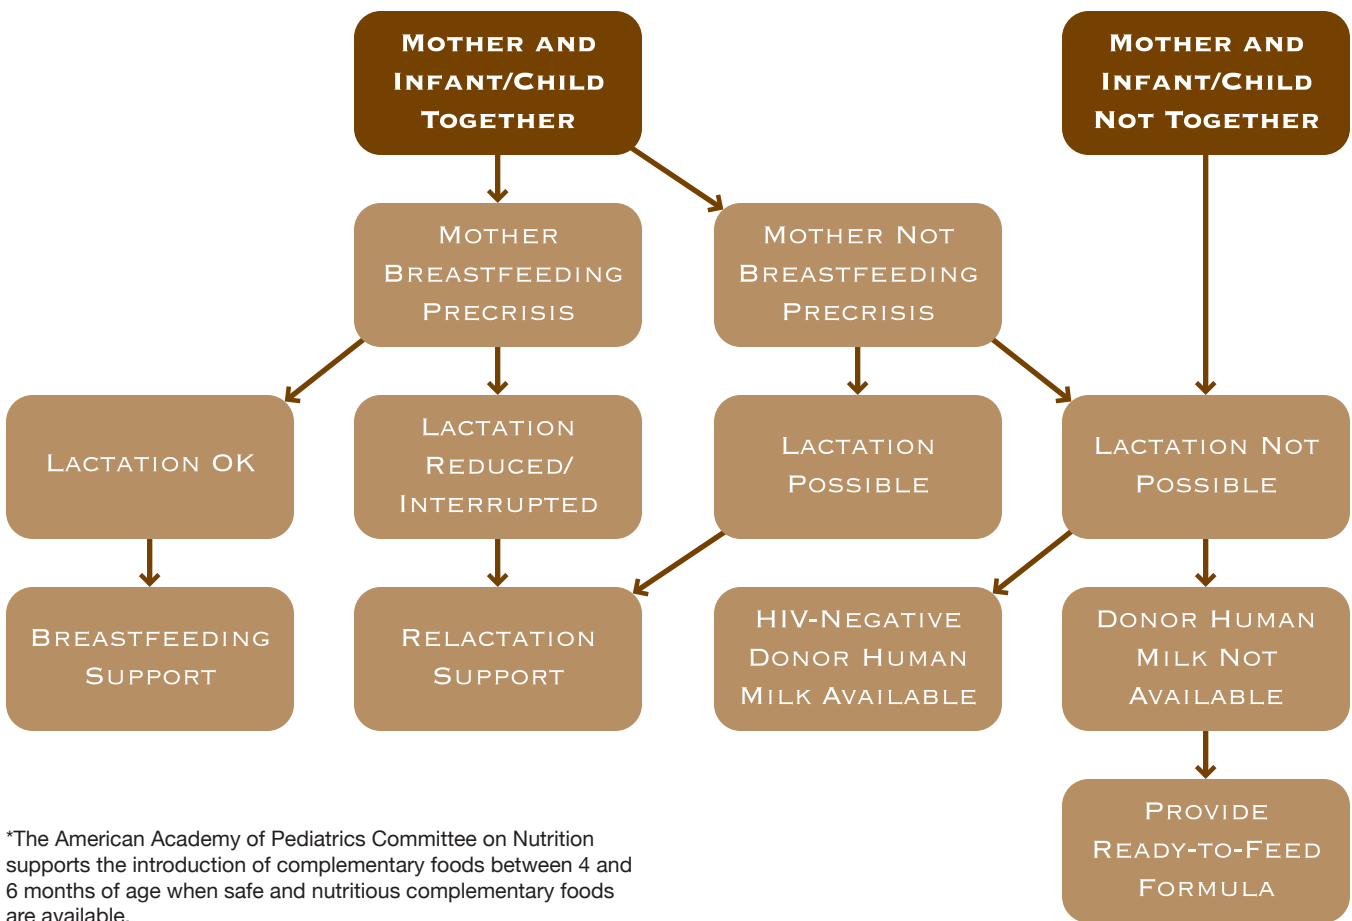 MOTHER AND
INFANT/CHILD
TOGETHER
MOTHER AND
INFANT/CHILD
NOT TOGETHER
MOTHER
BREASTFEEDING
PRECRISIS
MOTHER NOT
BREASTFEEDING
PRECRISIS
LACTATION OK
LACTATION
REDUCED/
INTERRUPTED
LACTATION
POSSIBLE
LACTATION NOT
POSSIBLE
BREASTFEEDING
SUPPORT
RELACTATION
SUPPORT
HIV-NEGATIVE
DONOR HUMAN
MILK AVAILABLE
DONOR HUMAN
MILK NOT
AVAILABLE
PROVIDE
READY-TO-FEED
FORMULA
*The American Academy of Pediatrics Committee on Nutrition
supports the introduction of complementary foods between 4 and
6 months of age when safe and nutritious complementary foods
are available.